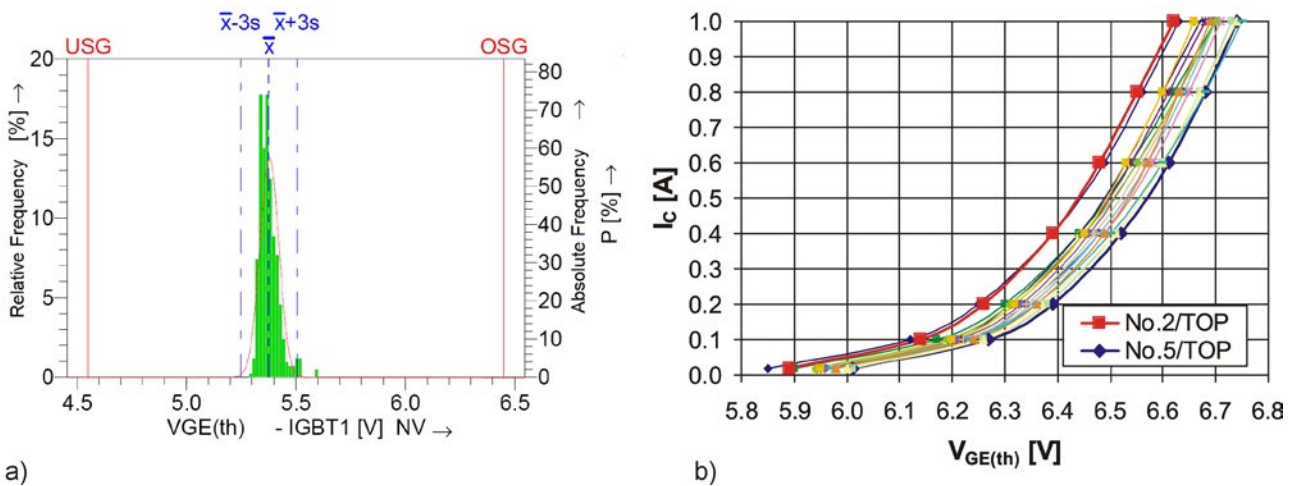 x̅-3s x̅+3s
USG x̅ OSG
20
15
10
5
0
Relative Frequency [%] →
80
70
60
50
40
30
20
10
0
Absolute Frequency →
P [%] →
4.5 5.0 5.5 6.0 6.5
VGE(th) - IGBT1 [V] NV →
a)
1.0
0.9
0.8
0.7
0.6
0.5
0.4
0.3
0.2
0.1
0.0
IC [A]
No.2/TOP
No.5/TOP
5.8 5.9 6.0 6.1 6.2 6.3 6.4 6.5 6.6 6.7 6.8
VGE(th) [V]
b)